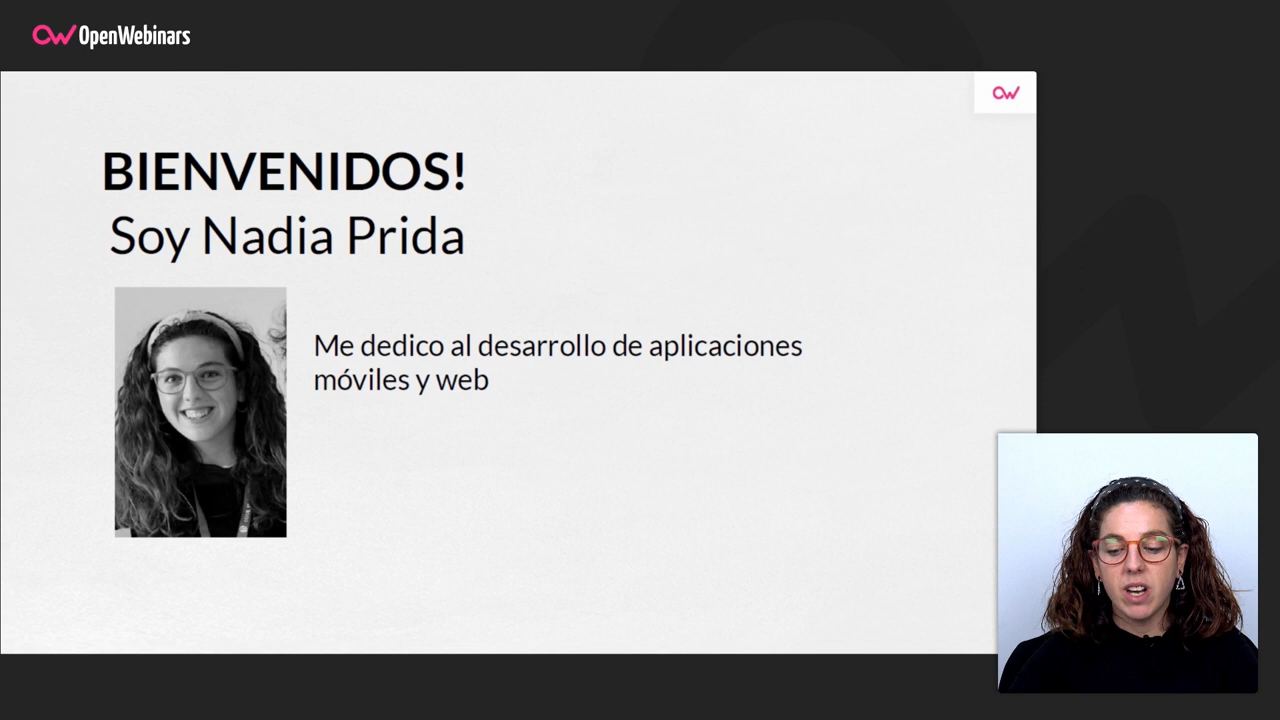 OpenWebinars
BIENVENIDOS!
Soy Nadia Prida
Me dedico al desarrollo de aplicaciones
móviles y web